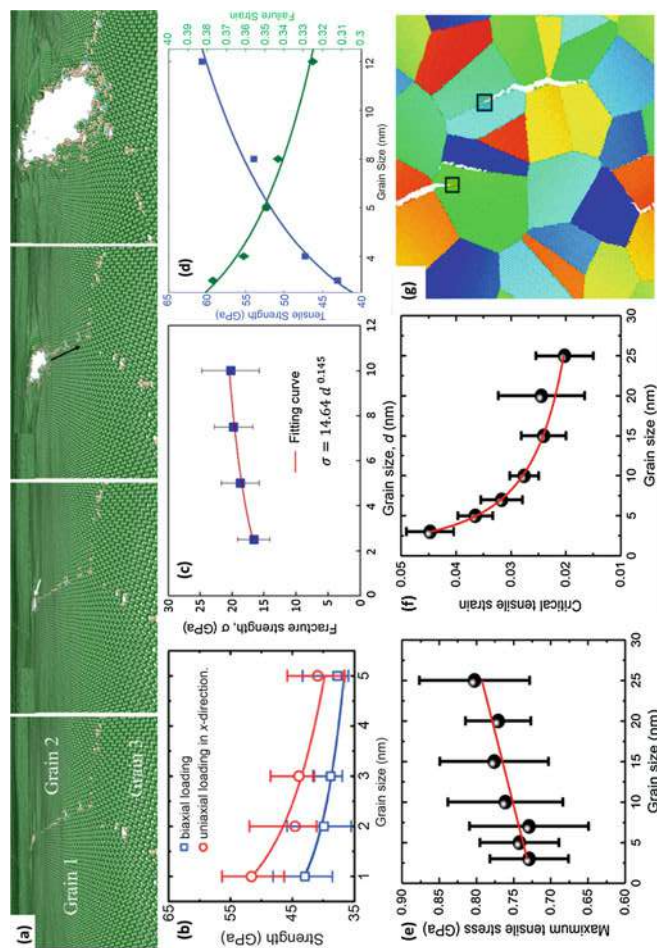 (a)
Grain 1
Grain 2
Grain 3
(b)
Strength (GPa)
65
55
45
35
biaxial loading
uniaxial loading in x-direction.
1 2 3 4 5
Grain size (nm)
(c)
Fracture strength, σ (GPa)
30
25
20
15
10
5
0
Fitting curve
σ = 14.64 d 0.145
0 2 4 6 8 10 12
Grain size, d (nm)
(d)
Tensile Strength (GPa)
65
60
55
50
45
40
Failure Strain
40
0.39
0.38
0.37
0.36
0.35
0.34
0.33
0.32
0.31
0.3
4 5 8 12
Grain Size (nm)
(e)
Maximum tensile stress (GPa)
0.90
0.85
0.80
0.75
0.70
0.65
0.60
0 5 10 15 20 25 30
Grain size (nm)
(f)
Critical tensile strain
0.05
0.04
0.03
0.02
0.01
0 5 10 15 20 25 30
Grain size (nm)
(g)